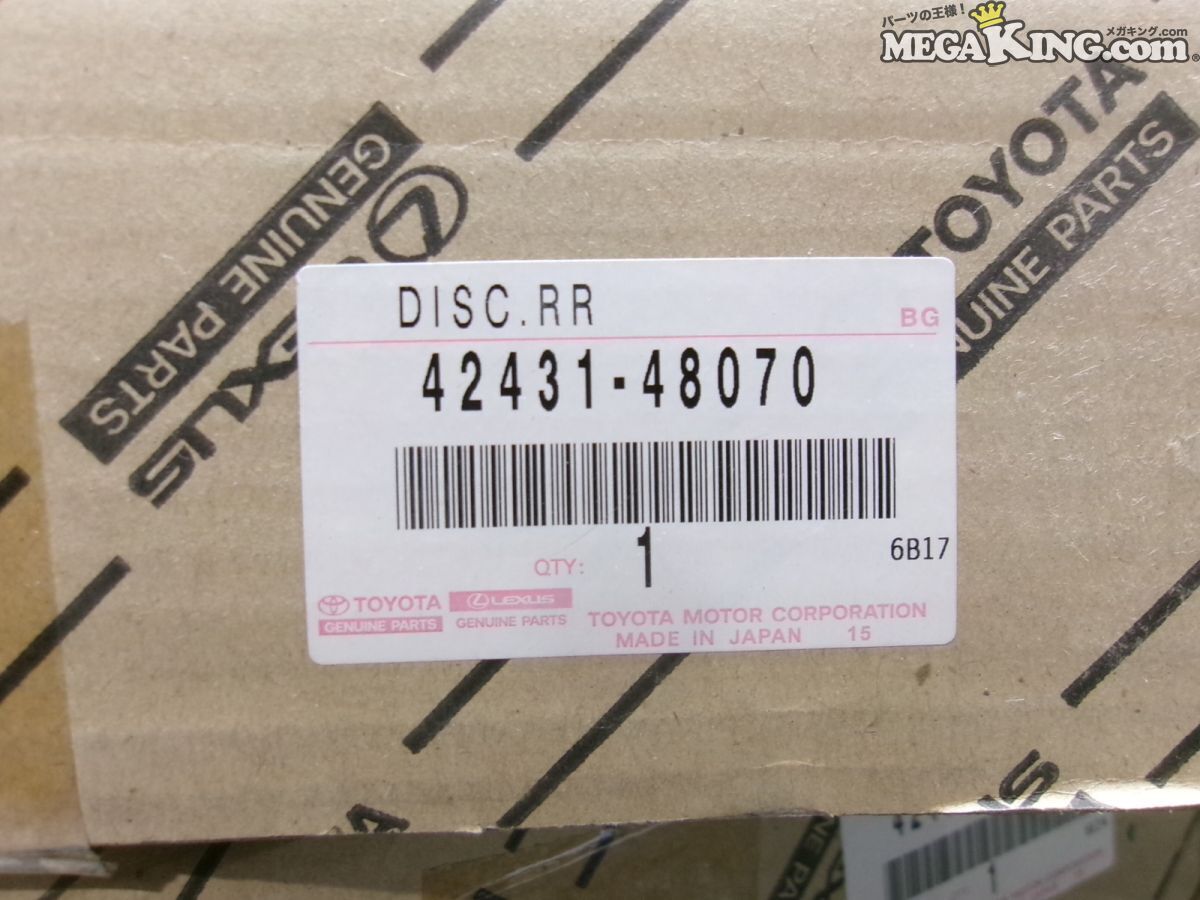 パーツの王様!
メガキング.com
MEGAKING.com®
TOYOTA
GENUINE PARTS
LEXUS
GENUINE PARTS
DISC.RR
BG
42431-48070
1
6B17
QTY:
TOYOTA
GENUINE PARTS
LEXUS
GENUINE PARTS
TOYOTA MOTOR CORPORATION
MADE IN JAPAN 15
1